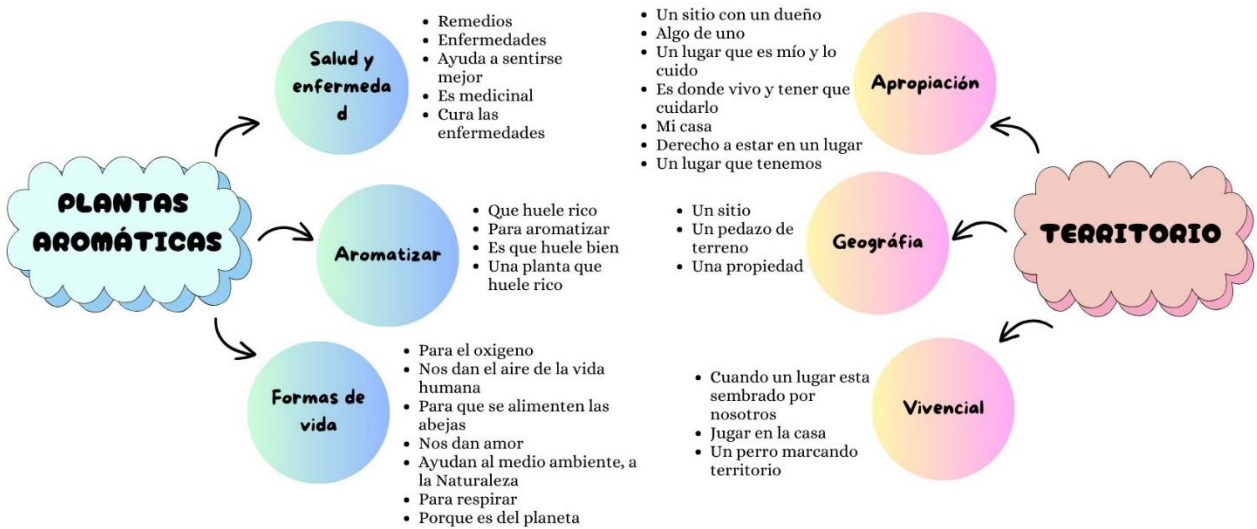 PLANTAS
AROMÁTICAS
Salud y
enfermeda
d
• Remedios
• Enfermedades
• Ayuda a sentirse
mejor
• Es medicinal
• Cura las
enfermedades
Aromatizar
• Que huele rico
• Para aromatizar
• Es que huele bien
• Una planta que
huele rico
Formas de
vida
• Para el oxigeno
• Nos dan el aire de la vida
humana
• Para que se alimenten las
abejas
• Nos dan amor
• Ayudan al medio ambiente, a
la Naturaleza
• Para respirar
• Porque es del planeta
TERRITORIO
Apropiación
• Un sitio con un dueño
• Algo de uno
• Un lugar que es mío y lo
cuido
• Es donde vivo y tener que
cuidarlo
• Mi casa
• Derecho a estar en un lugar
• Un lugar que tenemos
Geográfia
• Un sitio
• Un pedazo de
terreno
• Una propiedad
Vivencial
• Cuando un lugar esta
sembrado por
nosotros
• Jugar en la casa
• Un perro marcando
territorio